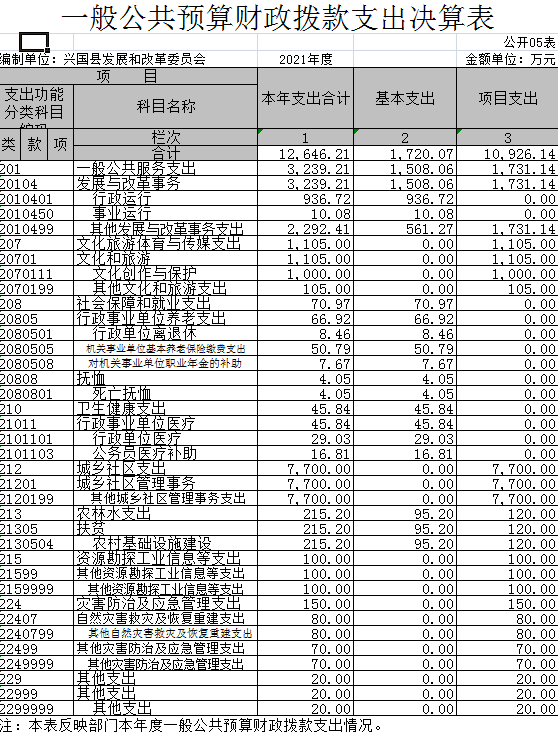 一般公共预算财政拨款支出决算表
公开05表
编制单位：兴国县发展和改革委员会 2021年度 金额单位：万元
项 目 本年支出合计 基本支出 项目支出
支出功能分类科目编码 科目名称
类 款 项 栏次 1 2 3
合计 12,646.21 1,720.07 10,926.14
201 一般公共服务支出 3,239.21 1,508.06 1,731.14
20104 发展与改革事务 3,239.21 1,508.06 1,731.14
2010401 行政运行 936.72 936.72 0.00
2010450 事业运行 10.08 10.08 0.00
2010499 其他发展与改革事务支出 2,292.41 561.27 1,731.14
207 文化旅游体育与传媒支出 1,105.00 0.00 1,105.00
20701 文化和旅游 1,105.00 0.00 1,105.00
2070111 文化创作与保护 1,000.00 0.00 1,000.00
2070199 其他文化和旅游支出 105.00 0.00 105.00
208 社会保障和就业支出 70.97 70.97 0.00
20805 行政事业单位养老支出 66.92 66.92 0.00
2080501 行政单位离退休 8.46 8.46 0.00
2080505 机关事业单位基本养老保险缴费支出 50.79 50.79 0.00
2080508 对机关事业单位职业年金的补助 7.67 7.67 0.00
20808 抚恤 4.05 4.05 0.00
2080801 死亡抚恤 4.05 4.05 0.00
210 卫生健康支出 45.84 45.84 0.00
21011 行政事业单位医疗 45.84 45.84 0.00
2101101 行政单位医疗 29.03 29.03 0.00
2101103 公务员医疗补助 16.81 16.81 0.00
212 城乡社区支出 7,700.00 0.00 7,700.00
21201 城乡社区管理事务 7,700.00 0.00 7,700.00
2120199 其他城乡社区管理事务支出 7,700.00 0.00 7,700.00
213 农林水支出 215.20 95.20 120.00
21305 扶贫 215.20 95.20 120.00
2130504 农村基础设施建设 215.20 95.20 120.00
215 资源勘探工业信息等支出 100.00 0.00 100.00
21599 其他资源勘探工业信息等支出 100.00 0.00 100.00
2159999 其他资源勘探工业信息等支出 100.00 0.00 100.00
224 灾害防治及应急管理支出 150.00 0.00 150.00
22407 自然灾害救灾及恢复重建支出 80.00 0.00 80.00
2240799 其他自然灾害救灾及恢复重建支出 80.00 0.00 80.00
22499 其他灾害防治及应急管理支出 70.00 0.00 70.00
2249999 其他灾害防治及应急管理支出 70.00 0.00 70.00
229 其他支出 20.00 0.00 20.00
22999 其他支出 20.00 0.00 20.00
2299999 其他支出 20.00 0.00 20.00
注：本表反映部门本年度一般公共预算财政拨款支出情况。